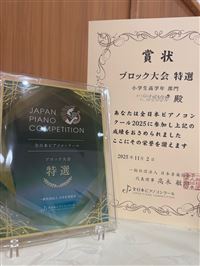 JAPAN
PIANO
COMPETITION
全日本ピアノコンクール
ブロック大会
特選
賞状
ブロック大会 特選
小学生高学年 部門
殿
あなたは全日本ピアノコン
クール2025に参加し上記の
成績をおさめられました
ここにその栄誉を讃えます
2025年11月2日
一般社団法人 日本音
代表理事 高木
全日本ピアノコンクール